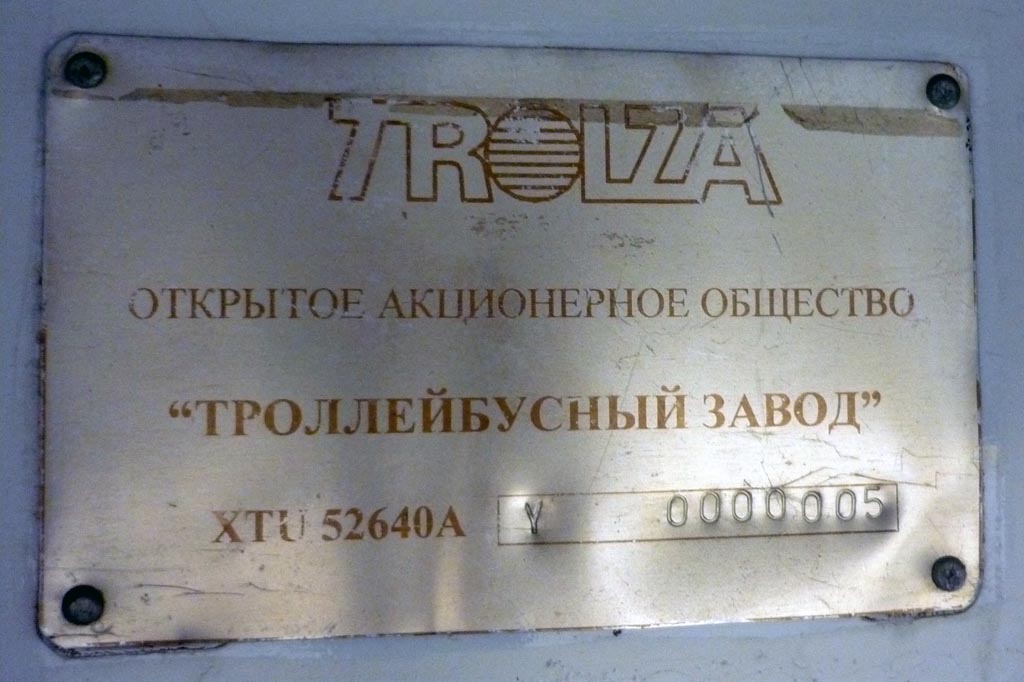 TROLZA
ОТКРЫТОЕ АКЦИОНЕРНОЕ ОБЩЕСТВО
“ТРОЛЛЕЙБУСНЫЙ ЗАВОД”
XTU 52640A Y 0000005